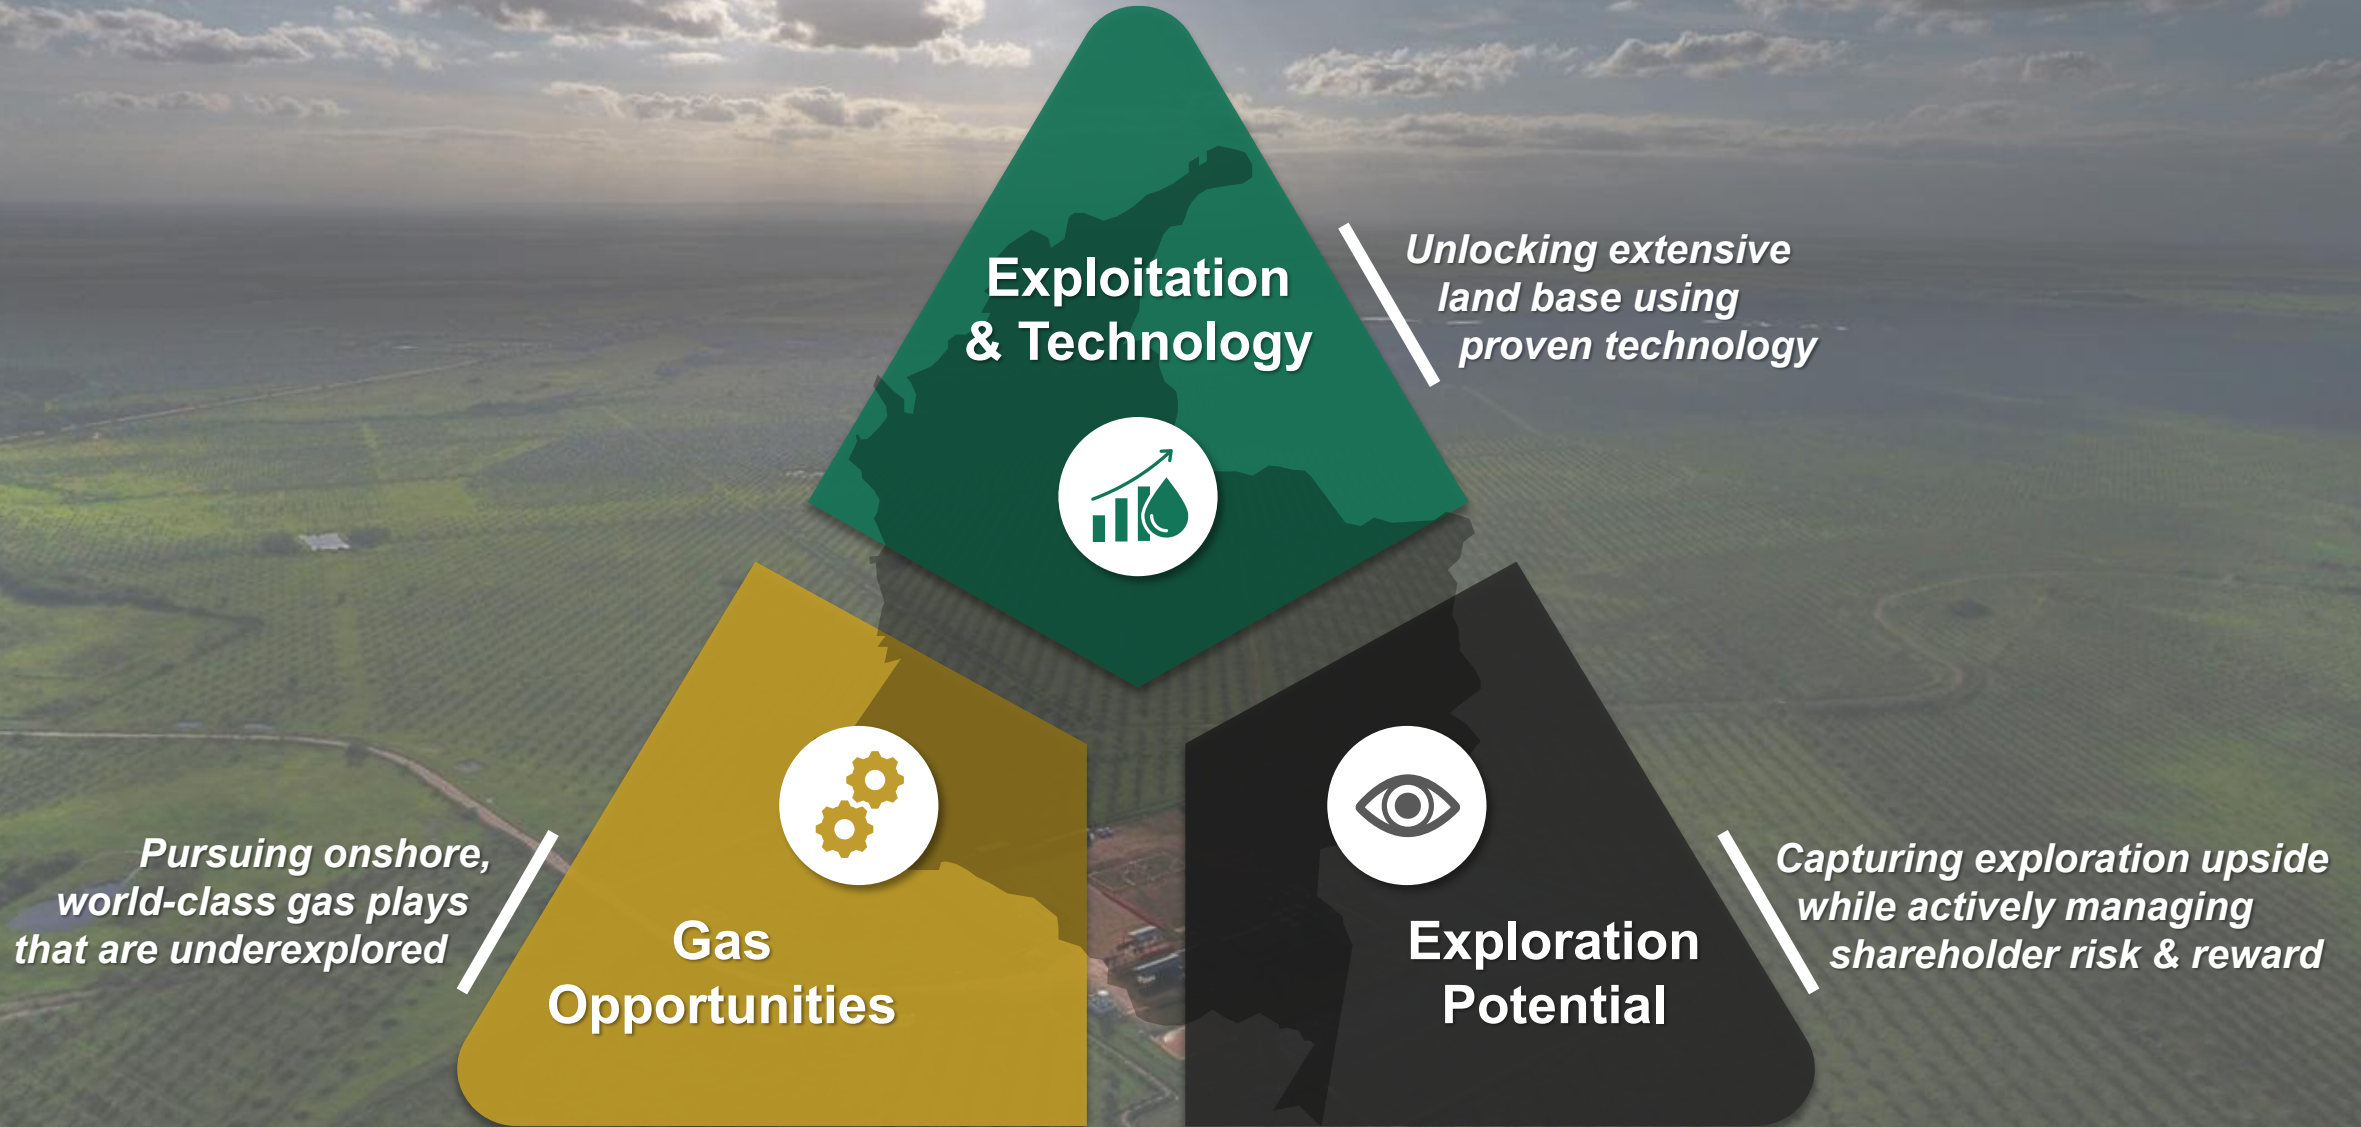 Exploitation
& Technology
Unlocking extensive
land base using
proven technology
Pursuing onshore,
world-class gas plays
that are underexplored
Gas
Opportunities
Exploration
Potential
Capturing exploration upside
while actively managing
shareholder risk & reward